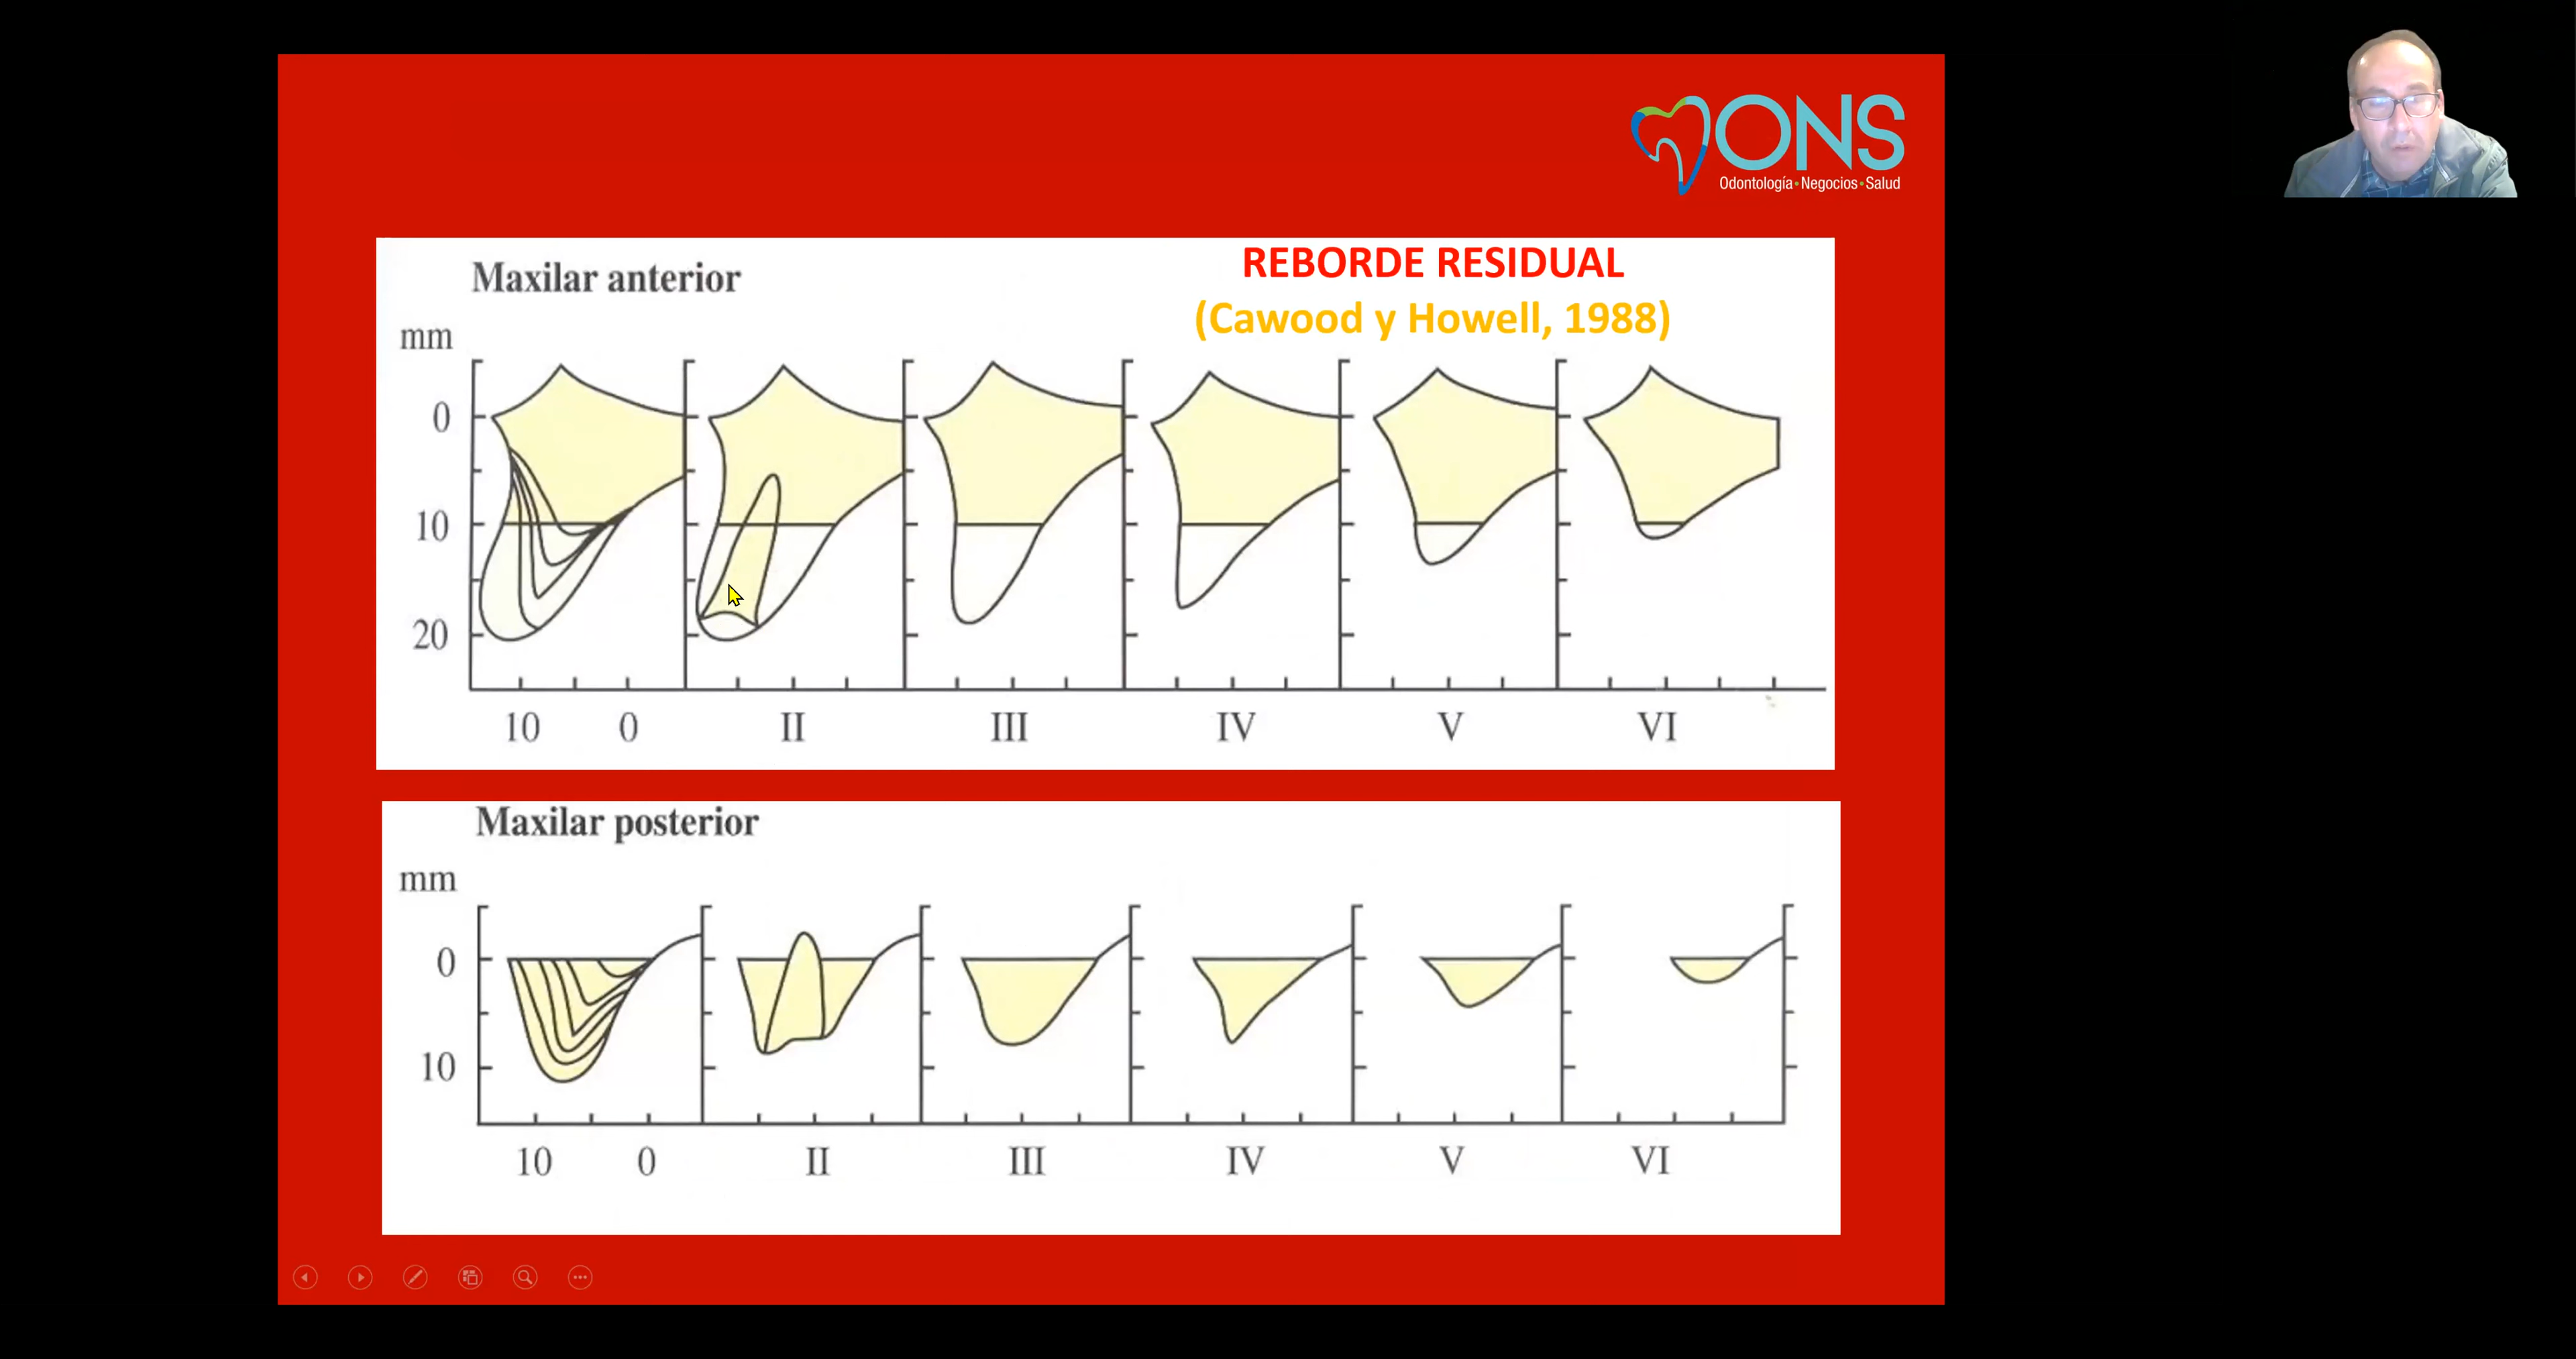 ONS
Odontología•Negocios•Salud
Maxilar anterior
REBORDE RESIDUAL
(Cawood y Howell, 1988)
mm
0
10
20
10 0 II III IV V VI
Maxilar posterior
mm
0
10
10 0 II III IV V VI